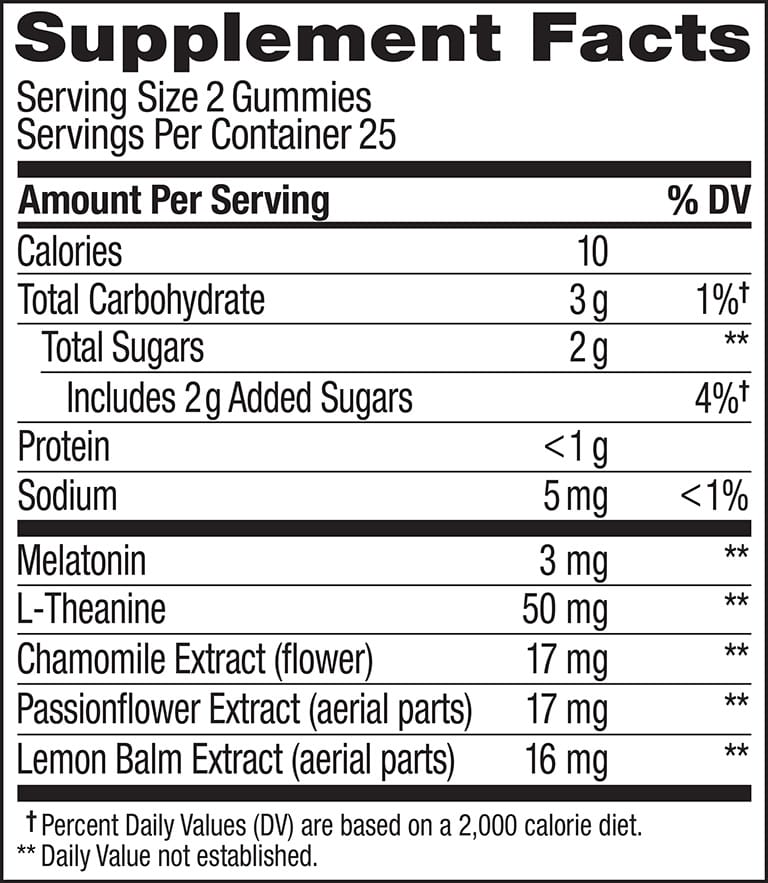 Supplement Facts
Serving Size 2 Gummies
Servings Per Container 25
Amount Per Serving % DV
Calories 10
Total Carbohydrate 3 g 1%†
Total Sugars 2 g **
Includes 2 g Added Sugars 4%†
Protein <1 g
Sodium 5 mg <1%
Melatonin 3 mg **
L-Theanine 50 mg **
Chamomile Extract (flower) 17 mg **
Passionflower Extract (aerial parts) 17 mg **
Lemon Balm Extract (aerial parts) 16 mg **
† Percent Daily Values (DV) are based on a 2,000 calorie diet.
** Daily Value not established.